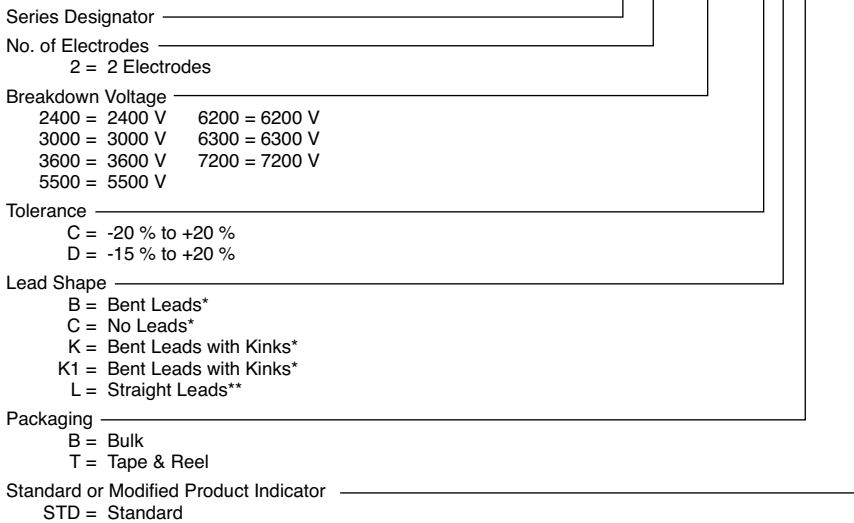 Series Designator
No. of Electrodes
2 = 2 Electrodes
Breakdown Voltage
2400 = 2400 V 6200 = 6200 V
3000 = 3000 V 6300 = 6300 V
3600 = 3600 V 7200 = 7200 V
5500 = 5500 V
Tolerance
C = -20 % to +20 %
D = -15 % to +20 %
Lead Shape
B = Bent Leads*
C = No Leads*
K = Bent Leads with Kinks*
K1 = Bent Leads with Kinks*
L = Straight Leads**
Packaging
B = Bulk
T = Tape & Reel
Standard or Modified Product Indicator
STD = Standard